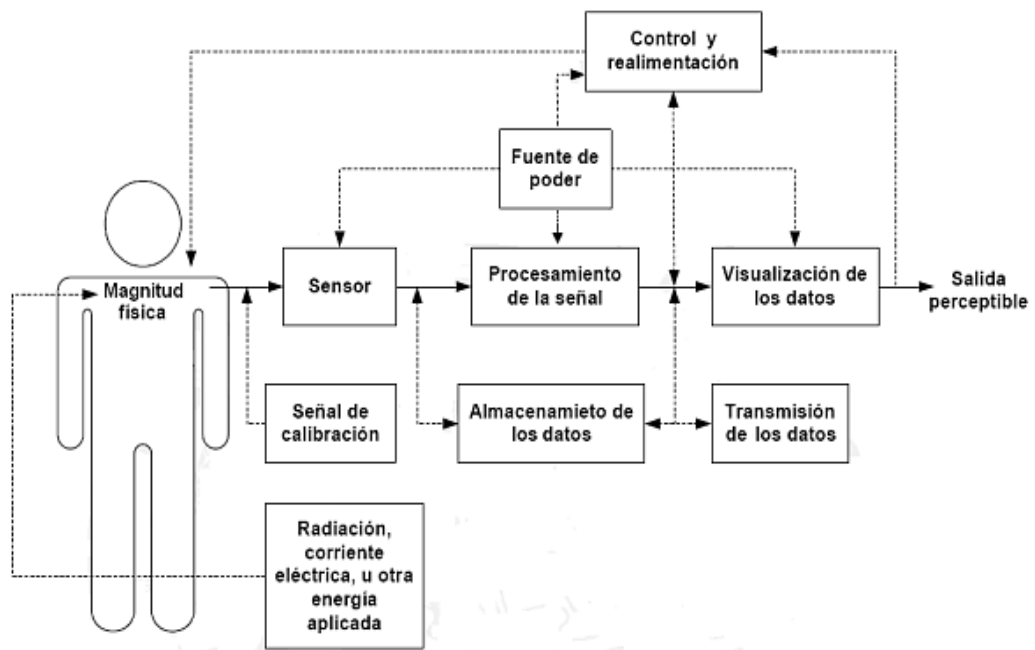 Control y
realimentación
Fuente de
poder
Magnitud
física
Sensor
Procesamiento
de la señal
Visualización de
los datos
Salida
perceptible
Señal de
calibración
Almacenamieto de
los datos
Transmisión
de los datos
Radiación,
corriente
eléctrica, u otra
energía
aplicada